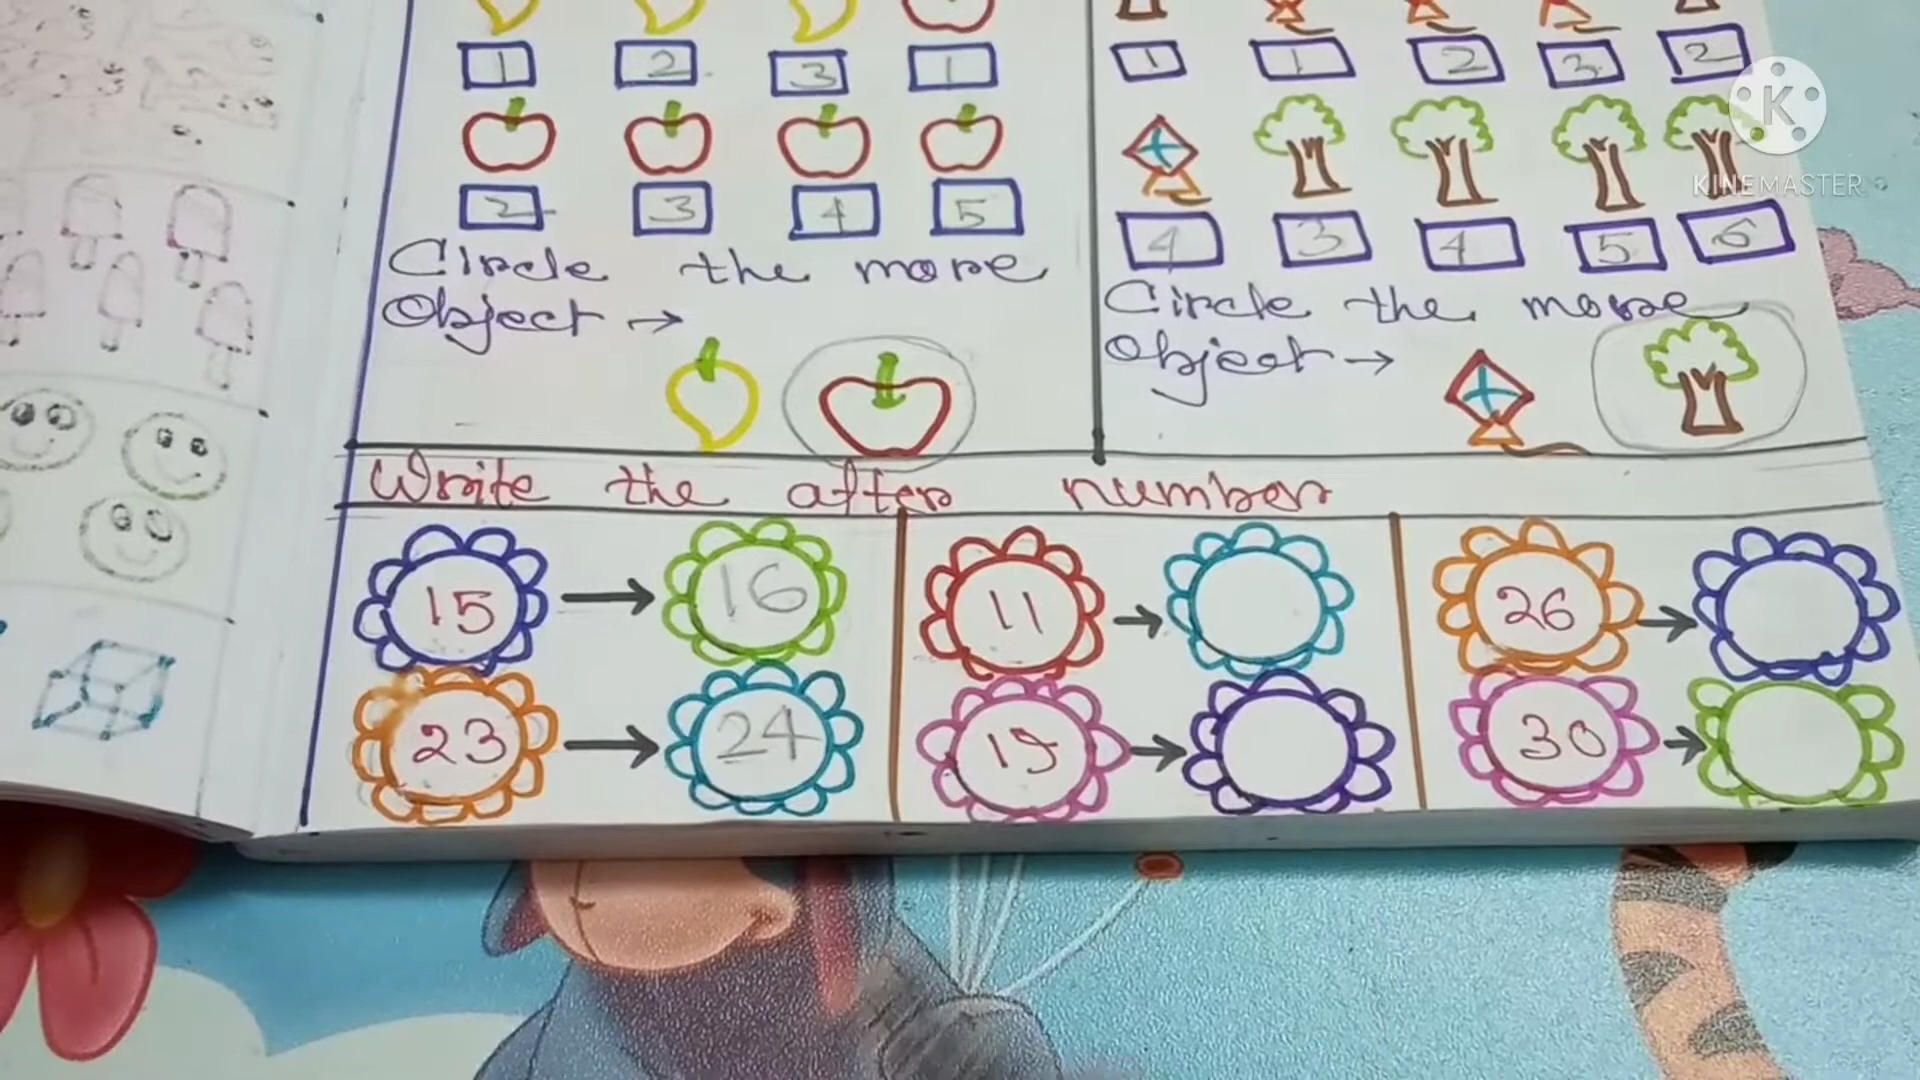 1 2 3 1
2 3 4 5
Circle the more
Object →
1 1 2 3 2
4 3 4 5 6
Circle the more
Object →
K
KINEMASTER
Write the after number
15 → 16
23 → 24
11 →
19 →
26 →
30 →